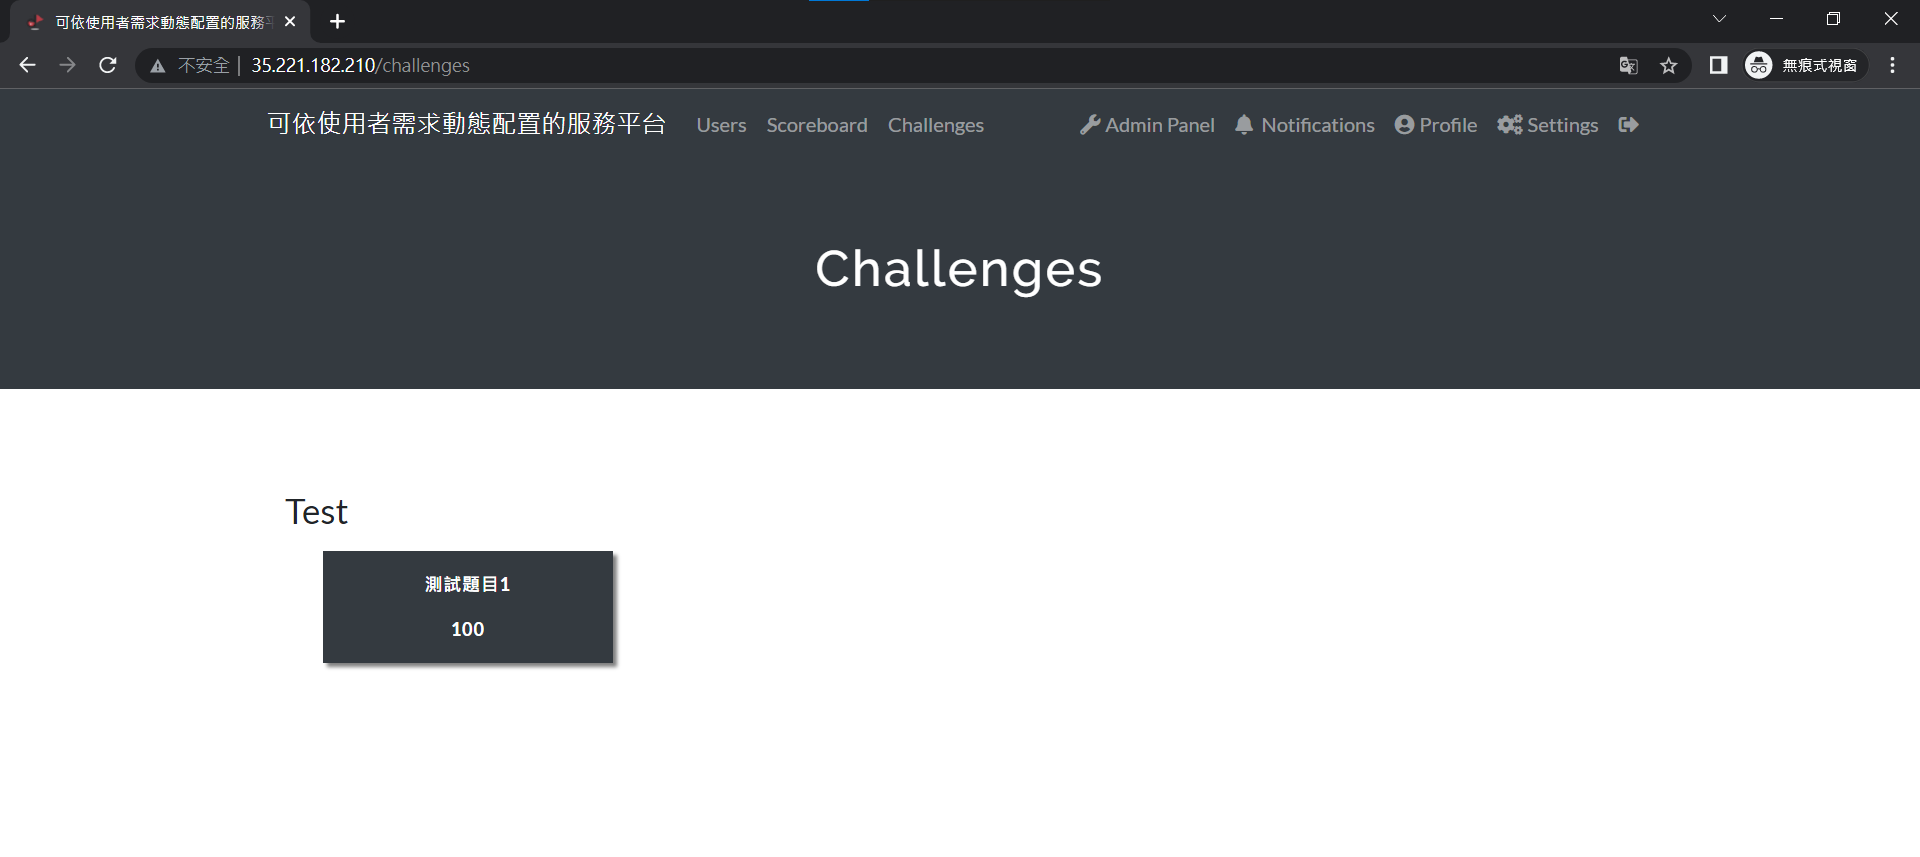 可依使用者需求動態配置的服務
不安全 35.221.182.210/challenges 無痕式視窗
可依使用者需求動態配置的服務平台 Users Scoreboard Challenges Admin Panel Notifications Profile Settings
Challenges
Test
測試題目1
100